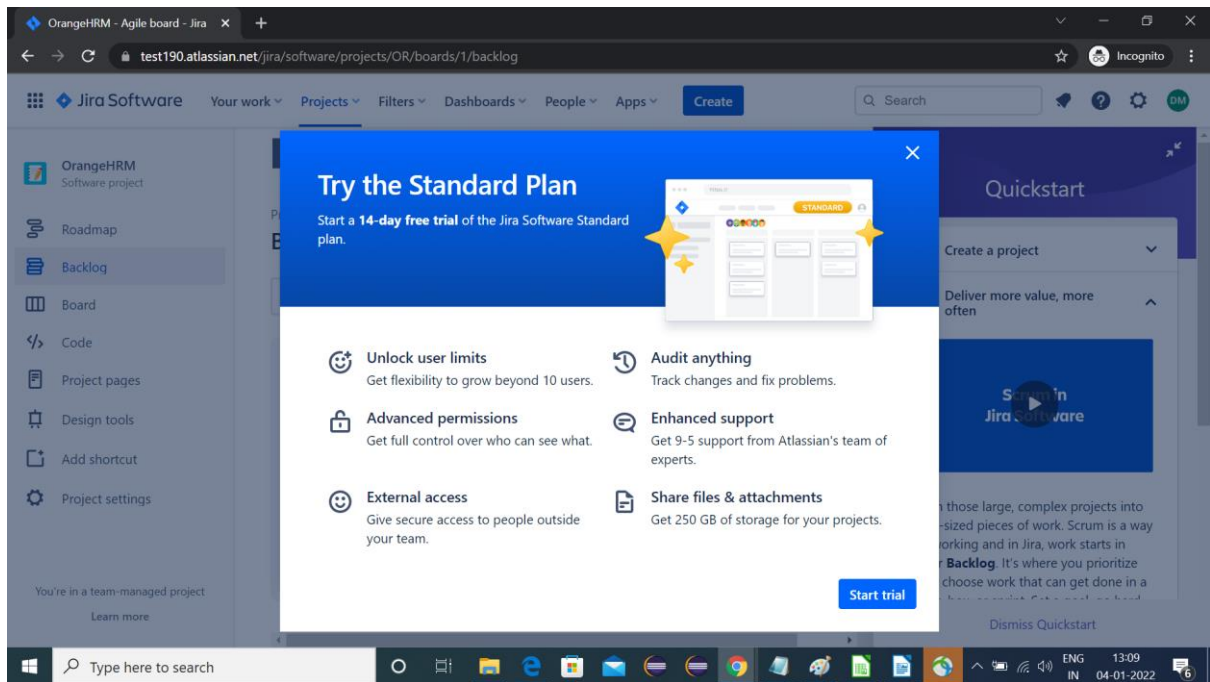 OrangeHRM - Agile board - Jira
test190.atlassian.net/jira/software/projects/OR/boards/1/backlog
Incognito
Jira Software
Your work
Projects
Filters
Dashboards
People
Apps
Create
Search
DM
OrangeHRM
Software project
Roadmap
Backlog
Board
Code
Project pages
Design tools
Add shortcut
Project settings
You're in a team-managed project
Learn more
Try the Standard Plan
Start a 14-day free trial of the Jira Software Standard
plan.
STANDARD
Unlock user limits
Get flexibility to grow beyond 10 users.
Audit anything
Track changes and fix problems.
Advanced permissions
Get full control over who can see what.
Enhanced support
Get 9-5 support from Atlassian's team of
experts.
External access
Give secure access to people outside
your team.
Share files & attachments
Get 250 GB of storage for your projects.
Start trial
Quickstart
Create a project
Deliver more value, more
often
Scrum in
Jira Software
those large, complex projects into
-sized pieces of work. Scrum is a way
working and in Jira, work starts in
Backlog. It's where you prioritize
choose work that can get done in a
Dismiss Quickstart
Type here to search
ENG
IN
13:09
04-01-2022
6